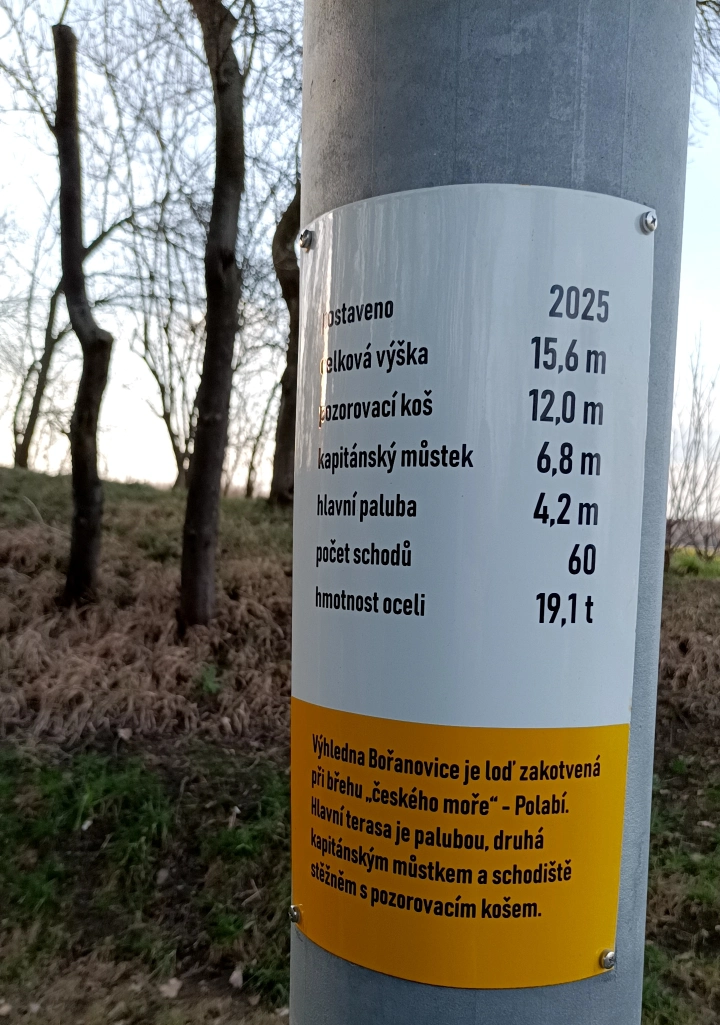 postaveno 2025
celková výška 15,6 m
pozorovací koš 12,0 m
kapitánský můstek 6,8 m
hlavní paluba 4,2 m
počet schodů 60
hmotnost oceli 19,1 t
Výhledna Bořanovice je loď zakotvená
při břehu „českého moře“ - Polabí.
Hlavní terasa je palubou, druhá
kapitánským můstkem a schodiště
stěžněm s pozorovacím košem.